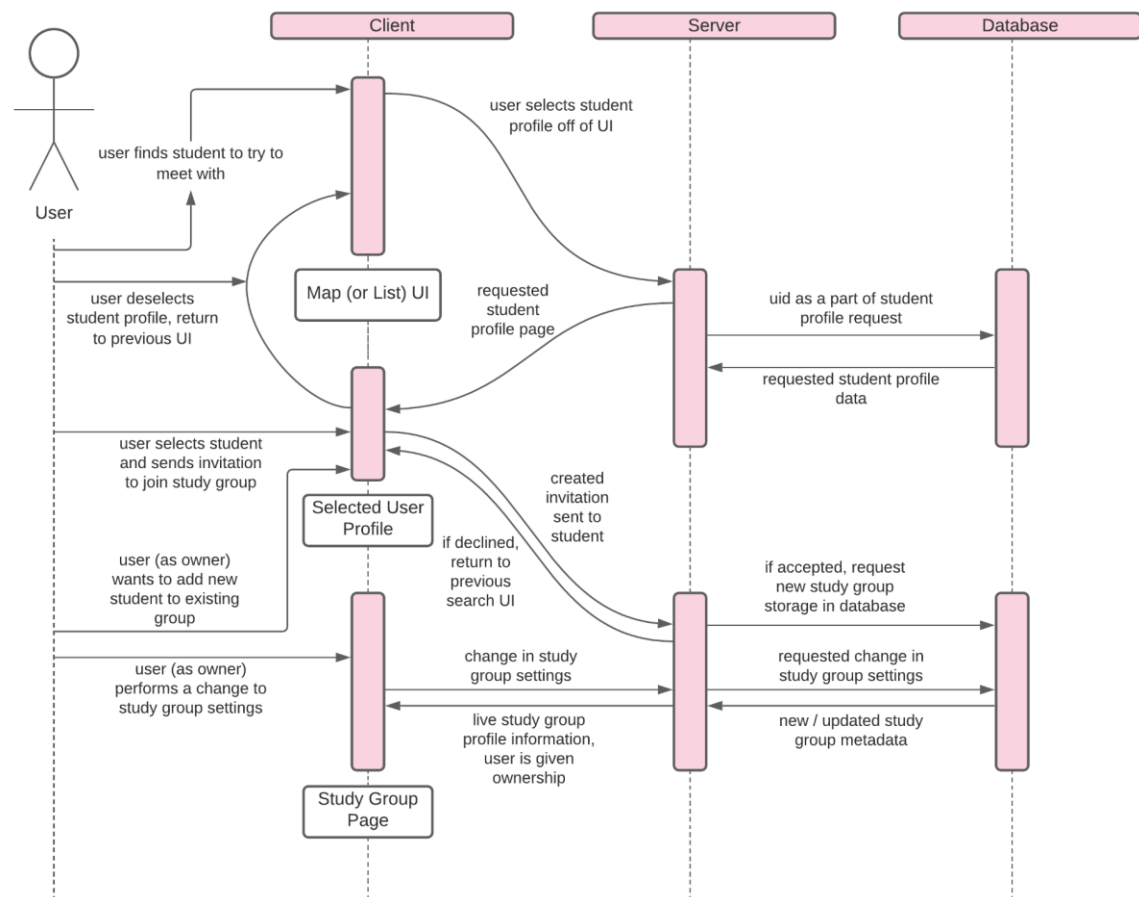 Client
Server
Database
user selects student
profile off of UI
user finds student to try to
meet with
User
Map (or List) UI
user deselects
student profile, return
to previous UI
requested
student
profile page
uid as a part of student
profile request
requested student profile
data
user selects student
and sends invitation
to join study group
Selected User
Profile
created
invitation
sent to
student
if declined,
return to
previous
search UI
user (as owner)
wants to add new
student to existing
group
if accepted, request
new study group
storage in database
user (as owner)
performs a change to
study group settings
change in study
group settings
requested change in
study group settings
live study group
profile information,
user is given
ownership
new / updated study
group metadata
Study Group
Page